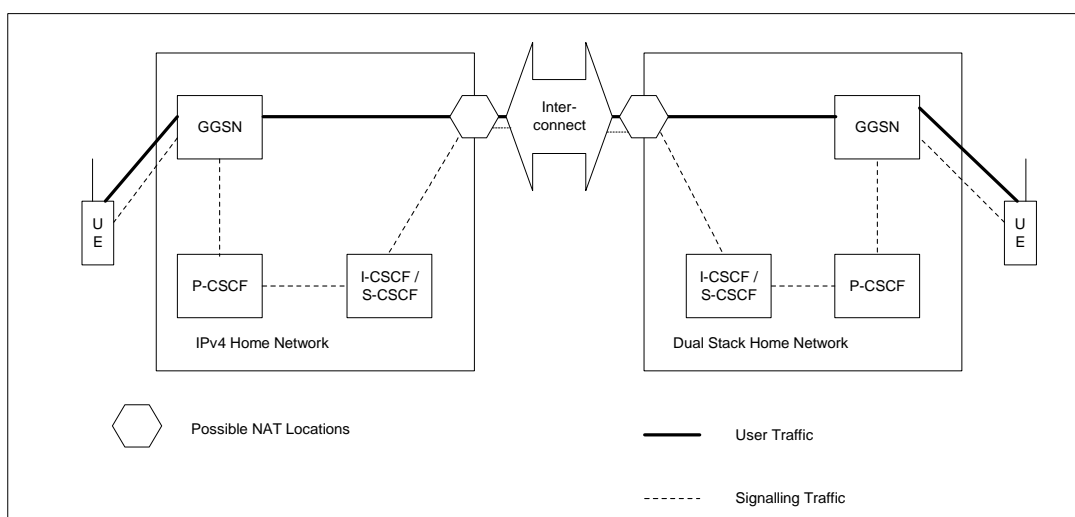 Inter-
connect
GGSN
GGSN
U
E
U
E
P-CSCF
I-CSCF /
S-CSCF
I-CSCF /
S-CSCF
P-CSCF
IPv4 Home Network
Dual Stack Home Network
Possible NAT Locations
User Traffic
Signalling Traffic